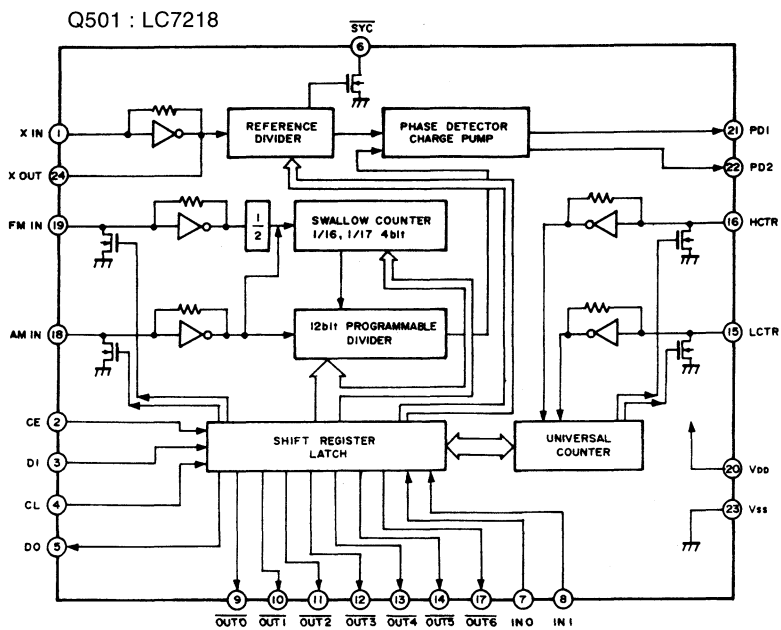 Q501 : LC7218
SYC
6
X IN 1
REFERENCE
DIVIDER
PHASE DETECTOR
CHARGE PUMP
21 PD1
X OUT 24
22 PD2
FM IN 19
1
2
SWALLOW COUNTER
1/16, 1/17 4bit
16 HCTR
AM IN 18
12bit PROGRAMMABLE
DIVIDER
15 LCTR
CE 2
DI 3
SHIFT REGISTER
LATCH
UNIVERSAL
COUNTER
20 VDD
CL 4
23 VSS
DO 5
9 10 11 12 13 14 17 7 8
OUT0 OUT1 OUT2 OUT3 OUT4 OUT5 OUT6 IN0 IN1